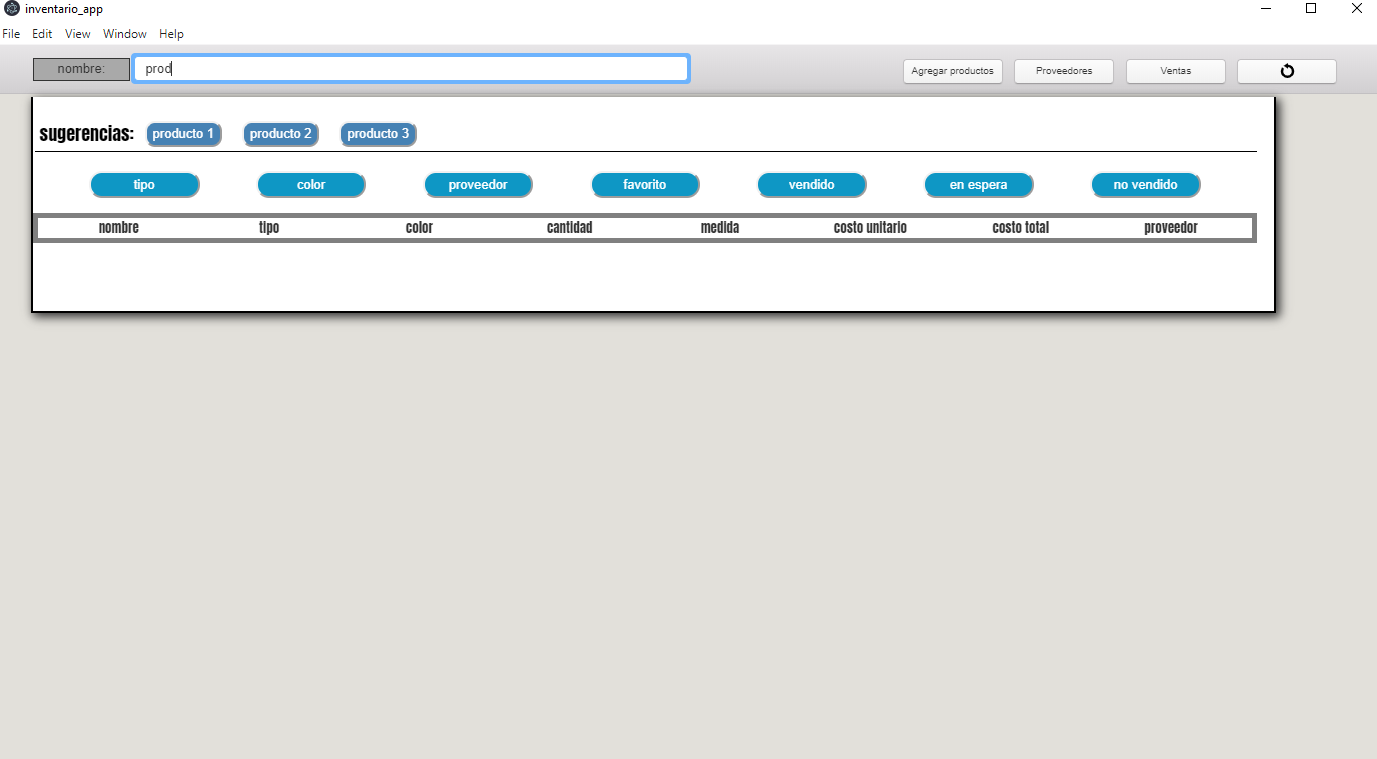 inventario_app
File Edit View Window Help
nombre: prod Agregar productos Proveedores Ventas
sugerencias: producto 1 producto 2 producto 3
tipo color proveedor favorito vendido en espera no vendido
nombre tipo color cantidad medida costo unitario costo total proveedor